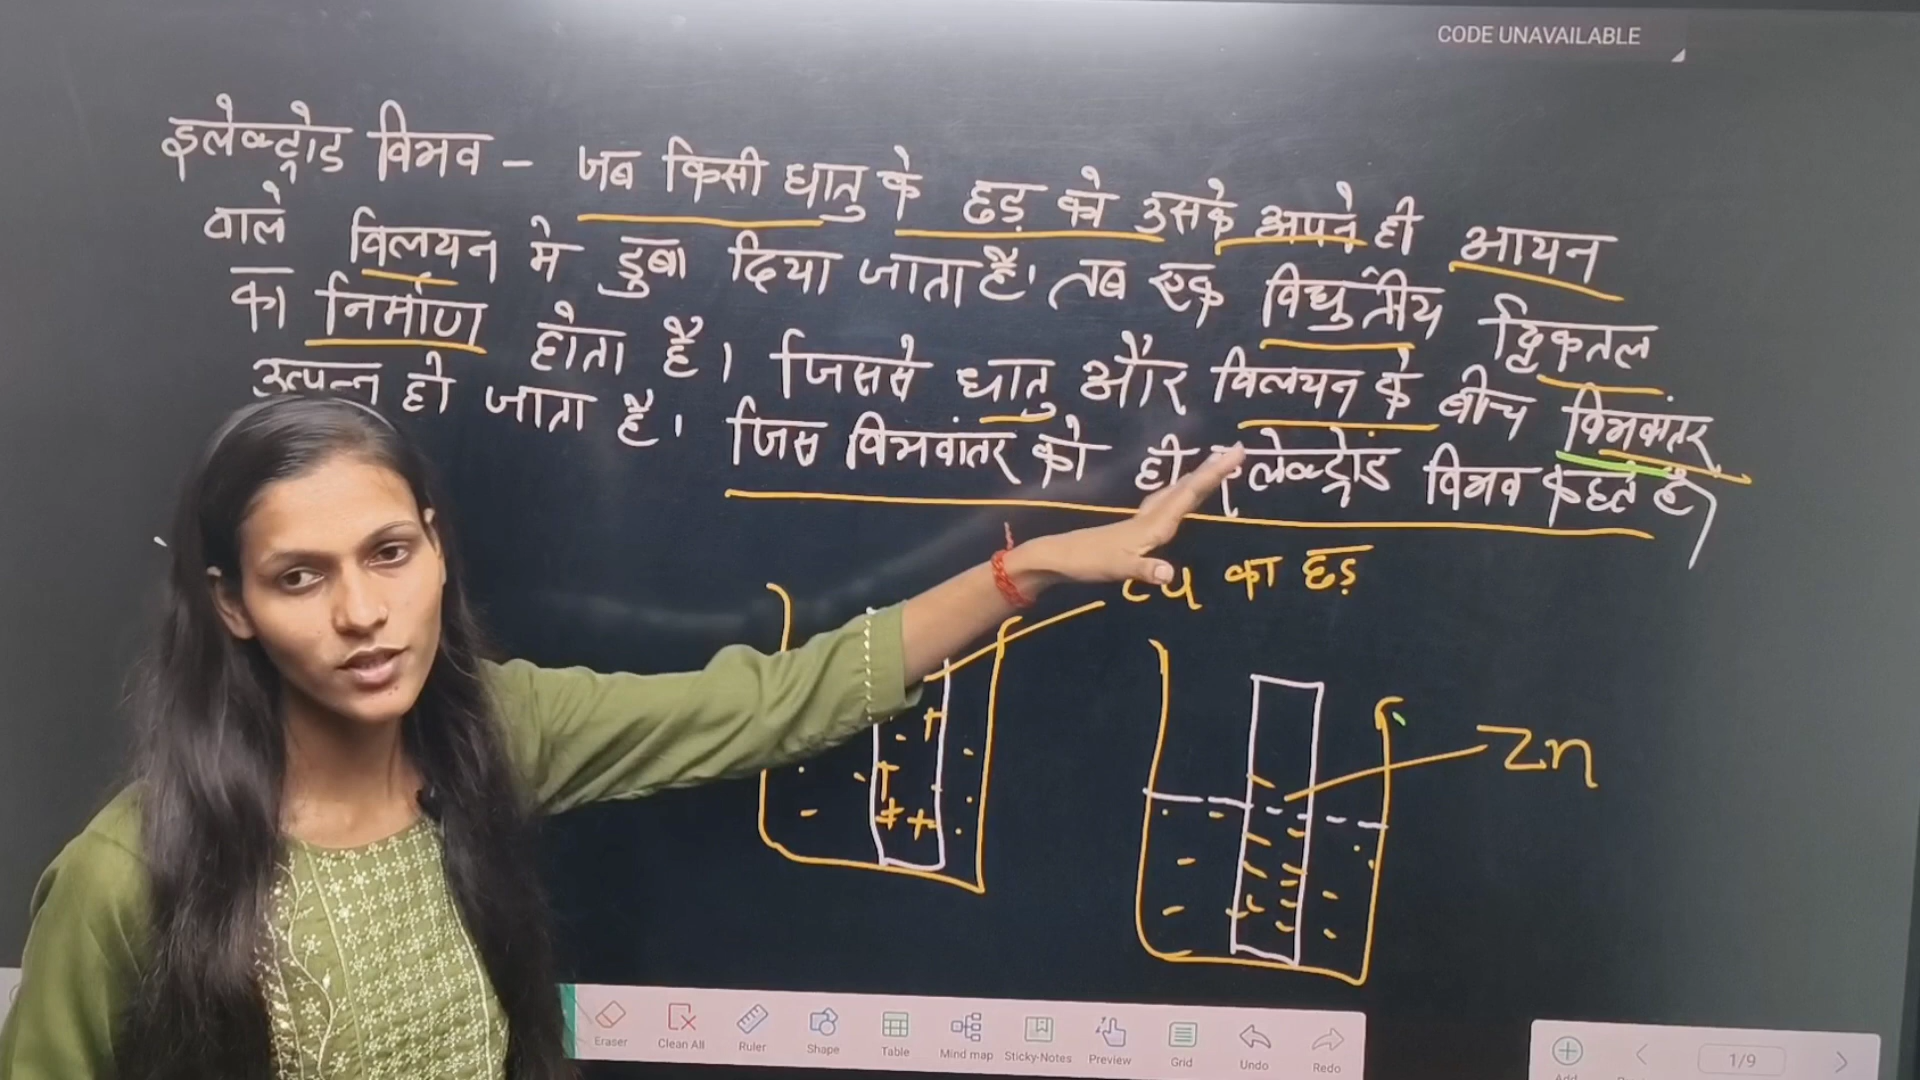 CODE UNAVAILABLE
इलेक्ट्रोड विभव - जब किसी धातु के छड़ को उसके अपने ही आयन
वाले विलयन मे डुबा दिया जाता है। तब एक विद्युतीय द्विकतल
का निर्माण होता है। जिससे धातु और विलयन के बीच विभवांतर
उत्पन्न हो जाता है। जिस विभवांतर को ही इलेक्ट्रोड विभव कहते है
Cu का छड़
Zn
Eraser Clean All Ruler Shape Table Mind map Sticky-Notes Preview Grid Undo Redo
Add 1/9